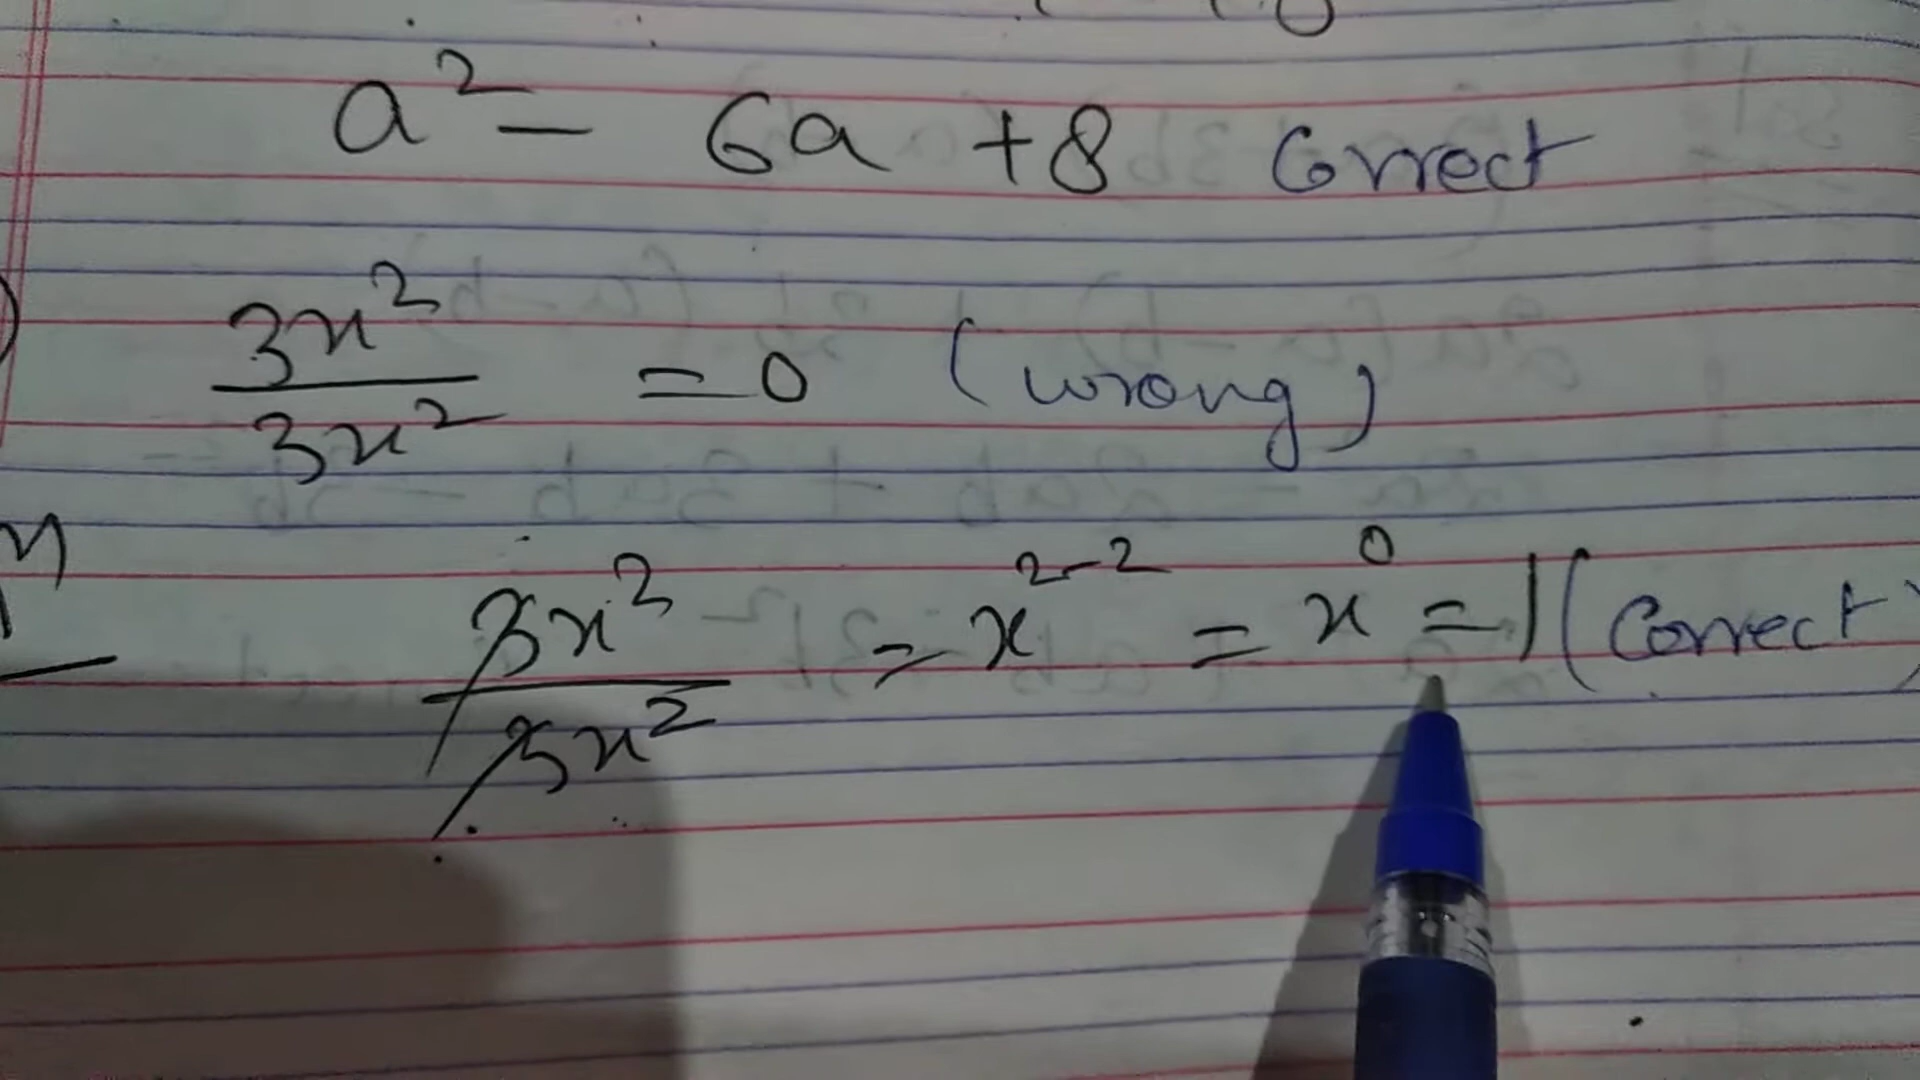 a² - 6a + 8 Correct
3x²/3x² = 0 (wrong)
3x²/3x² = x²⁻² = x⁰ = 1 (Correct)